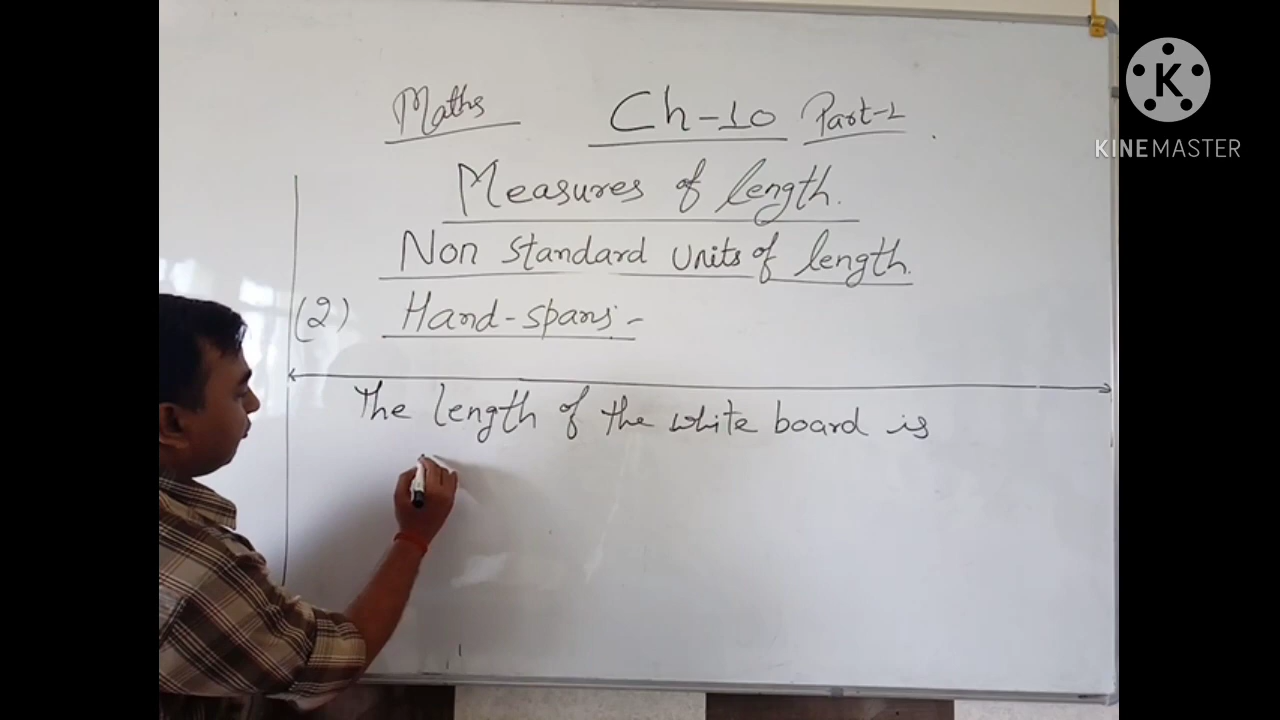 Maths Ch-10 Part-1
Measures of length.
Non standard units of length.
(2) Hand-spans:-
The length of the white board is
K
KINEMASTER